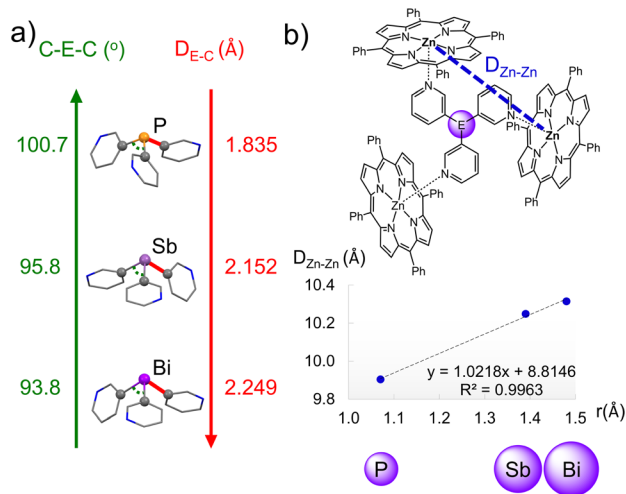 a)
C-E-C (º)
D_E-C (Å)
P
100.7
1.835
Sb
95.8
2.152
Bi
93.8
2.249
b)
Ph
Ph
Ph
Ph
N
N
N
N
Zn
D_Zn-Zn
N
N
N
E
Ph
Ph
Ph
Ph
N
N
N
N
Zn
Ph
Ph
Ph
Ph
N
N
N
N
Zn
D_Zn-Zn (Å)
10.4
10.2
10.0
9.8
y = 1.0218x + 8.8146
R² = 0.9963
1.0 1.1 1.2 1.3 1.4 1.5 r(Å)
P Sb Bi